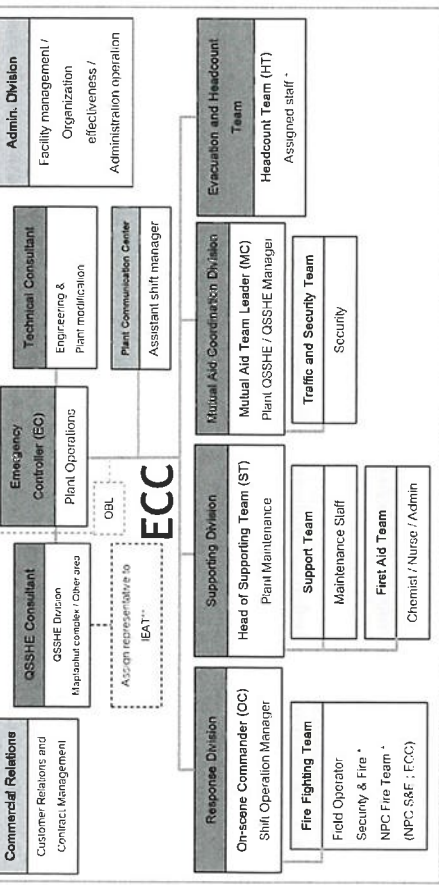 Commercial Relations
Customer Relations and
Contract Management
QSSHE Consultant
QSSHE Division
Maptaphut complex / Other area
Emergency
Controller (EC)
Plant Operations
Technical Consultant
Engineering &
Plant modification
Admin. Division
Facility management /
Organization
effectiveness /
Administration operation
OBL
Assign representative to
IEAT**
ECC
Plant Communication Center
Assistant shift manager
Response Division
On-scene Commander (OC)
Shift Operation Manager
Supporting Division
Head of Supporting Team (ST)
Plant Maintenance
Mutual Aid Coordination Division
Mutual Aid Team Leader (MC)
Plant QSSHE / QSSHE Manager
Evacuation and Headcount
Team
Headcount Team (HT)
Assigned staff *
Fire Fighting Team
Field Operator
Security & Fire *
NPC Fire Team *
(NPC S&E ; ECC)
Support Team
Maintenance Staff
Traffic and Security Team
Security
First Aid Team
Chemist / Nurse / Admin